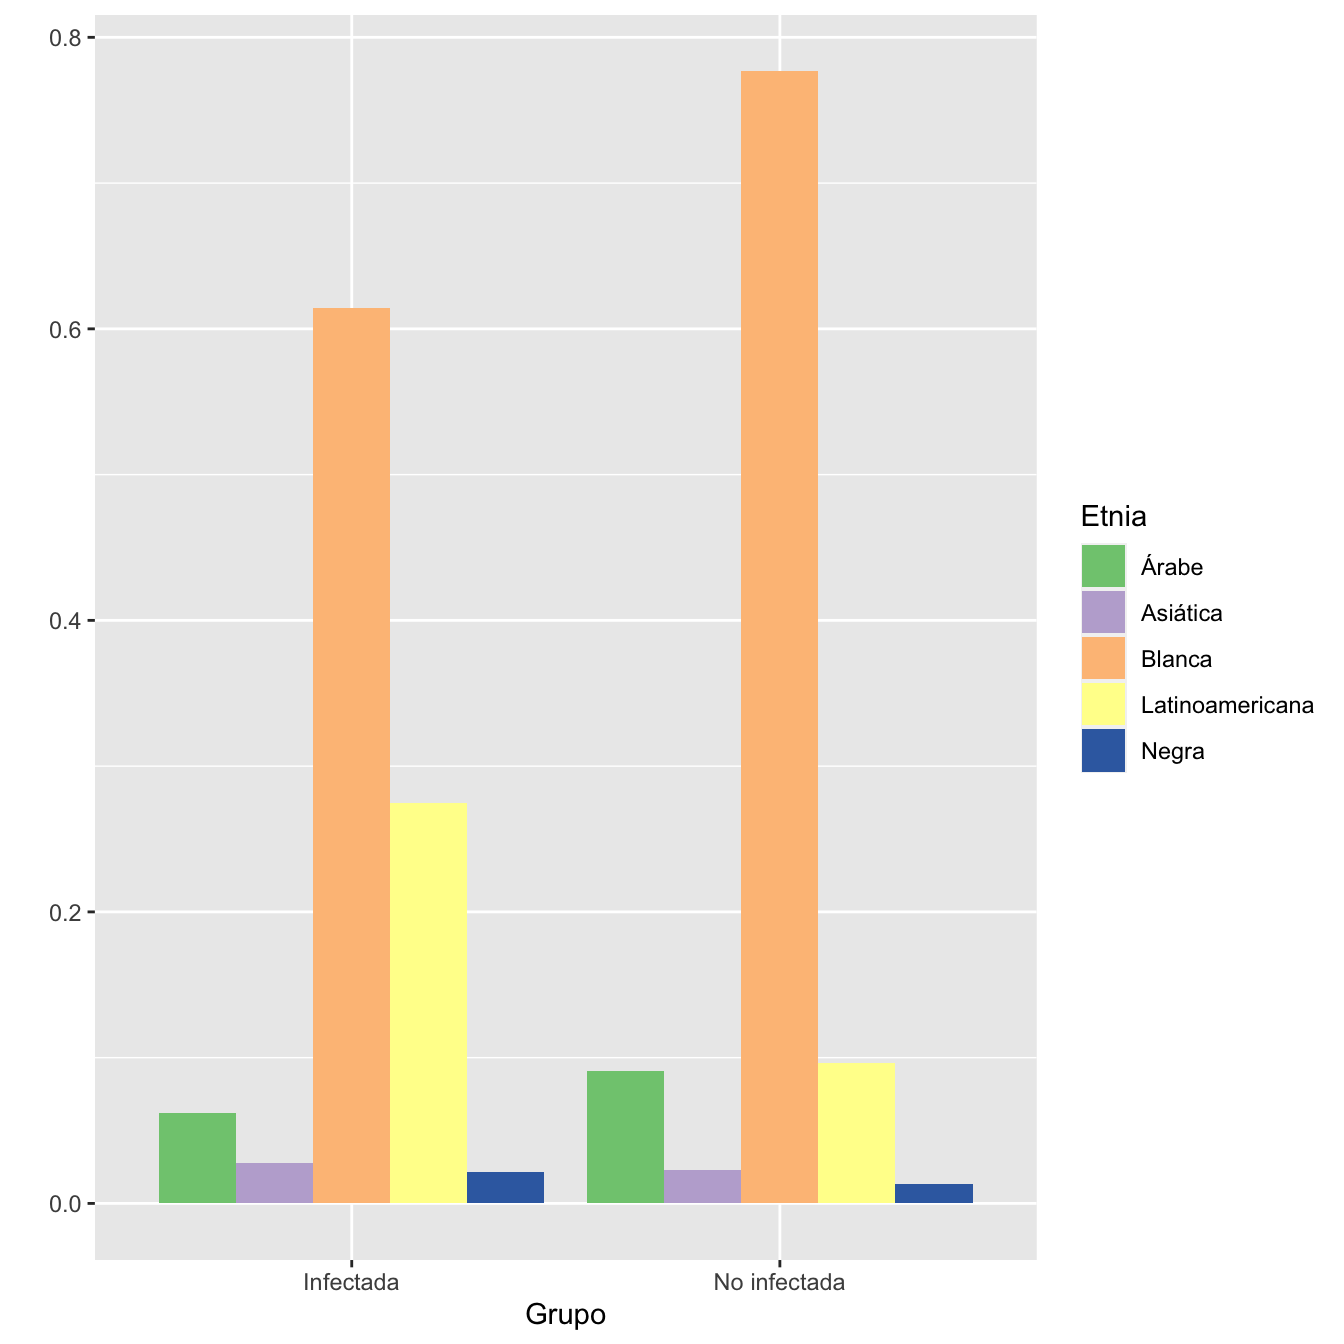 0.8
0.6
0.4
0.2
0.0
Infectada
No infectada
Grupo
Etnia
Árabe
Asiática
Blanca
Latinoamericana
Negra